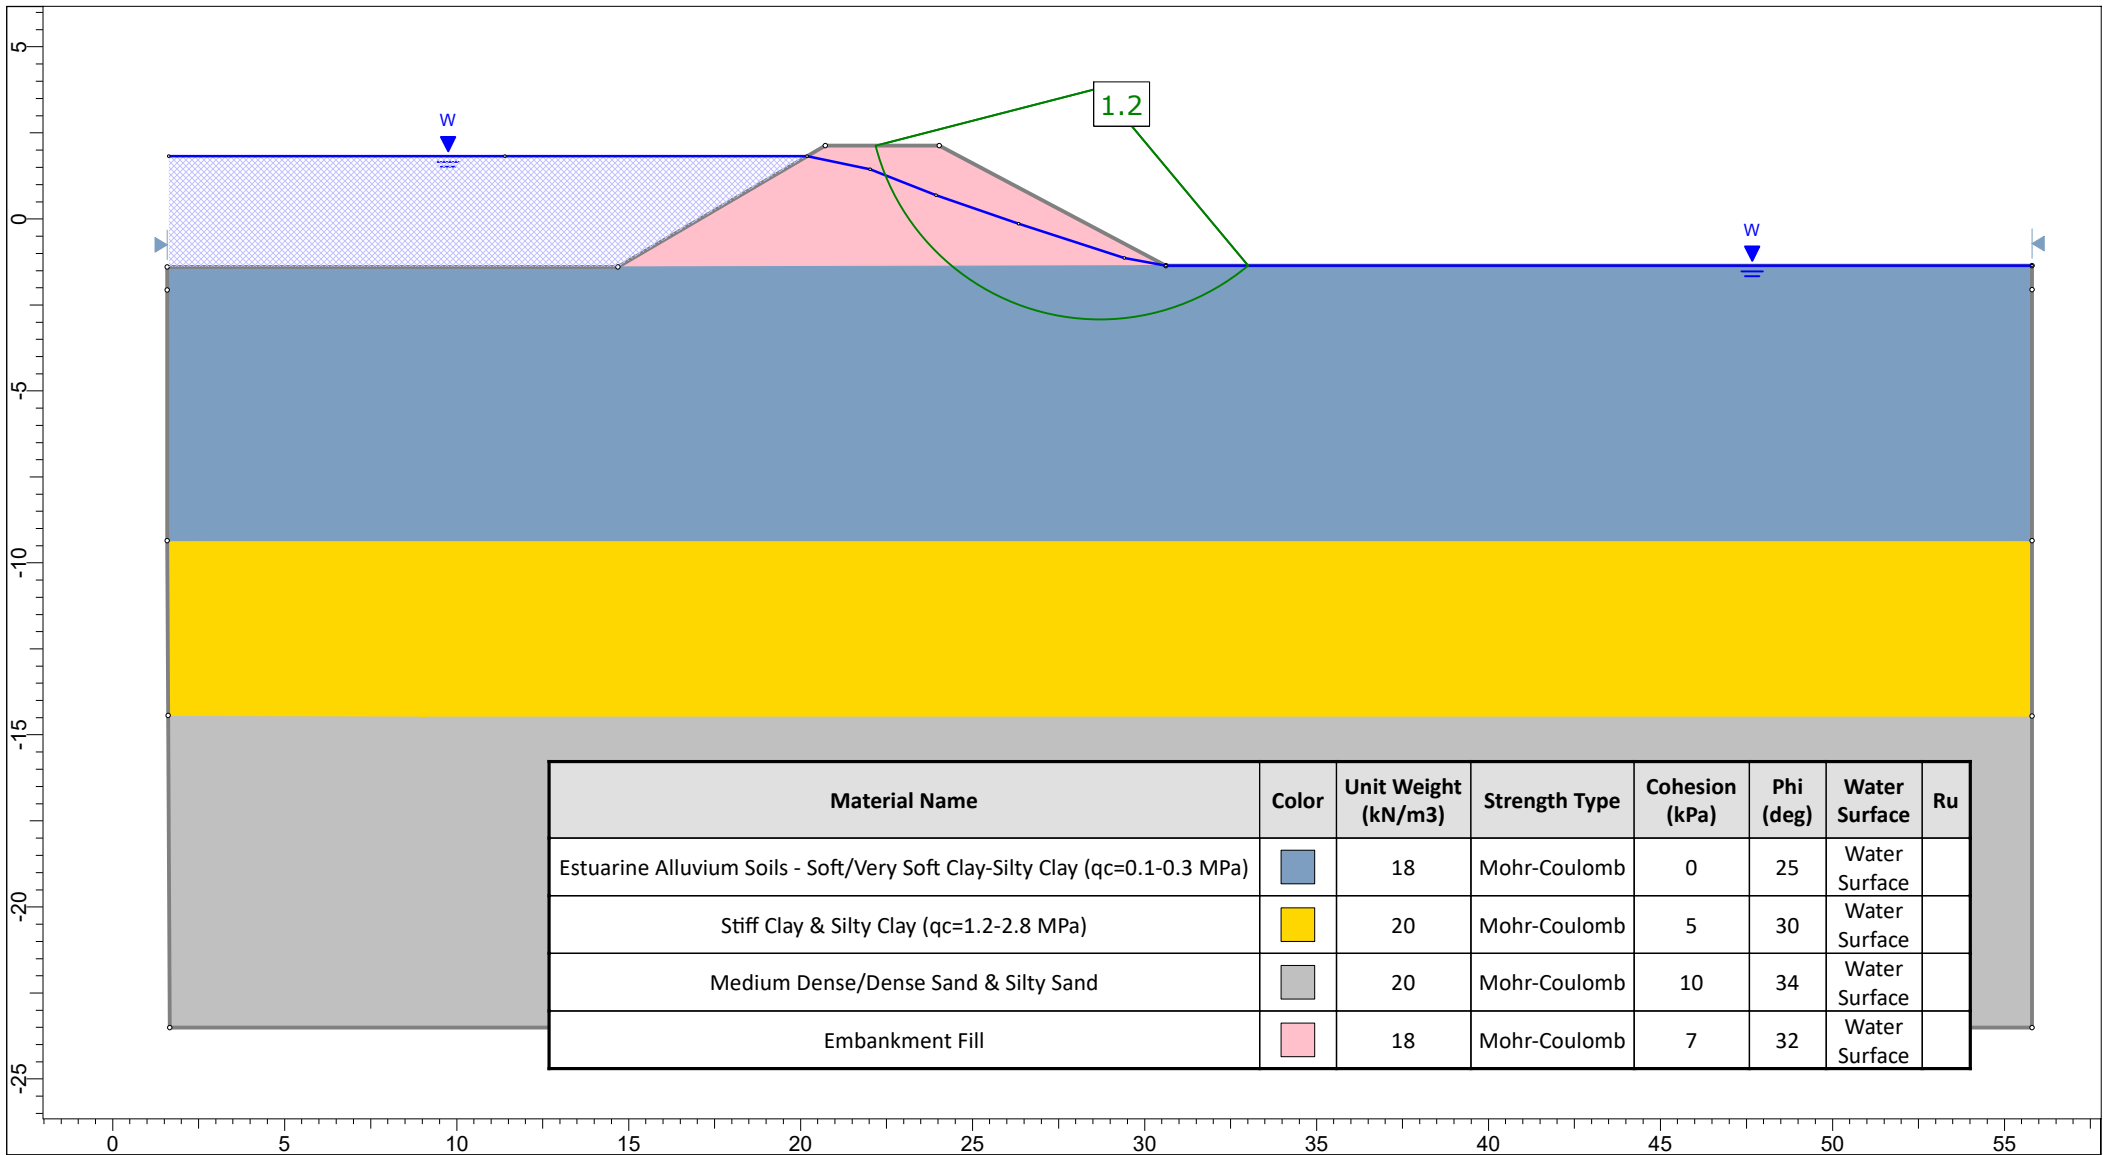 5
0
-5
-10
-15
-20
-25
W
1.2
W
Material Name Color Unit Weight (kN/m3) Strength Type Cohesion (kPa) Phi (deg) Water Surface Ru
Estuarine Alluvium Soils - Soft/Very Soft Clay-Silty Clay (qc=0.1-0.3 MPa) 18 Mohr-Coulomb 0 25 Water Surface
Stiff Clay & Silty Clay (qc=1.2-2.8 MPa) 20 Mohr-Coulomb 5 30 Water Surface
Medium Dense/Dense Sand & Silty Sand 20 Mohr-Coulomb 10 34 Water Surface
Embankment Fill 18 Mohr-Coulomb 7 32 Water Surface
0 5 10 15 20 25 30 35 40 45 50 55